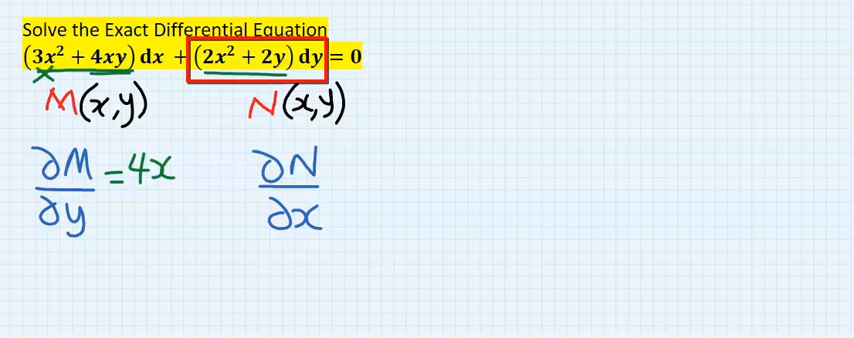 Solve the Exact Differential Equation
(3x² + 4xy) dx + (2x² + 2y) dy = 0
M(x,y) N(x,y)
∂M/∂y = 4x ∂N/∂x